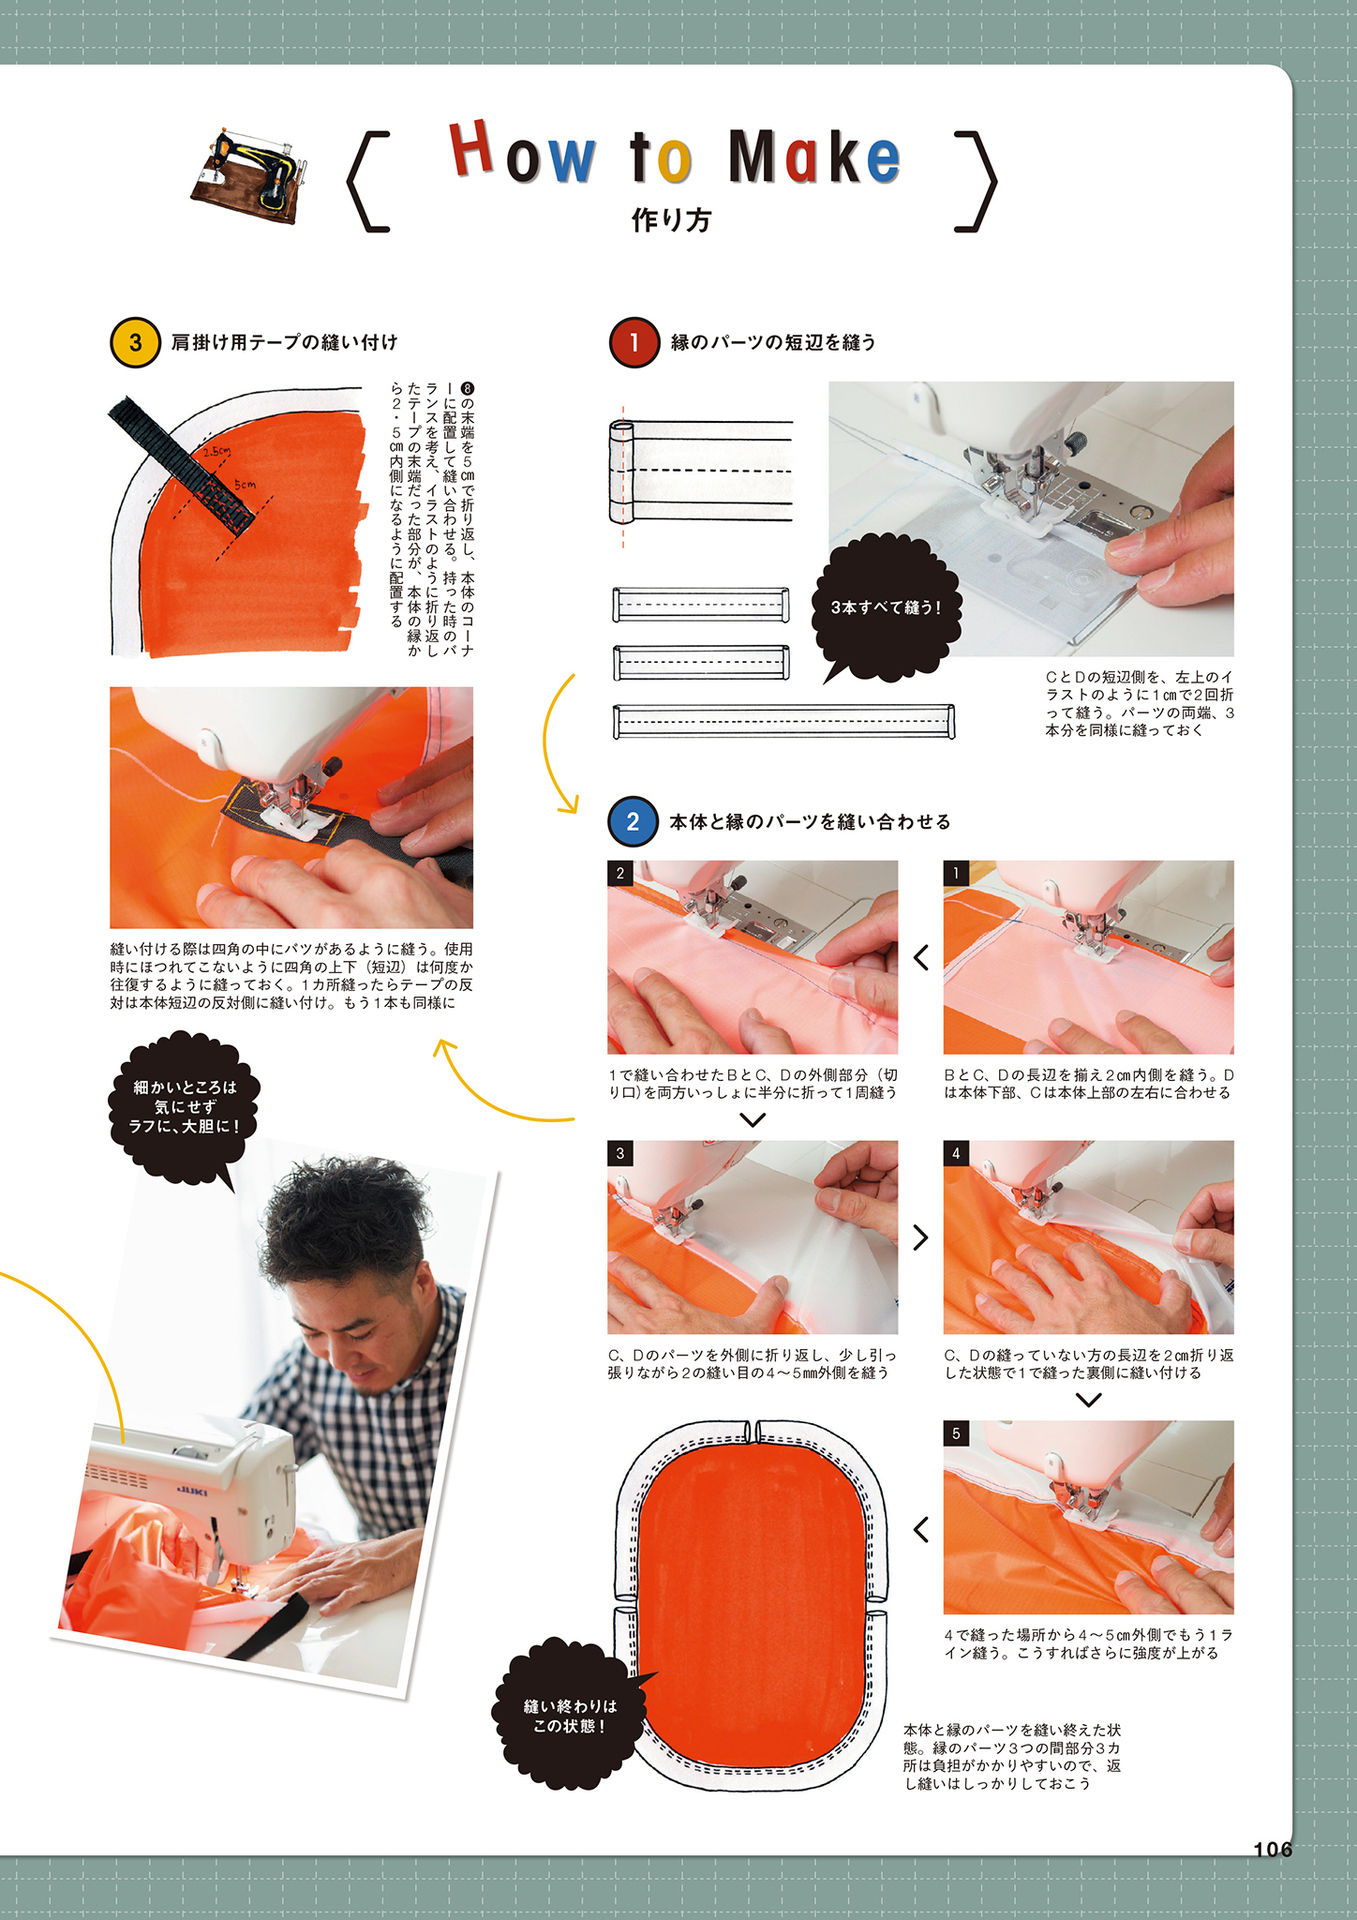 How to Make
作り方
1
縁のパーツの短辺を縫う
3本すべて縫う！
CとDの短辺側を、左上のイ
ラストのように1㎝で2回折
って縫う。パーツの両端、3
本分を同様に縫っておく
2
本体と縁のパーツを縫い合わせる
1
BとC、Dの長辺を揃え2㎝内側を縫う。D
は本体下部、Cは本体上部の左右に合わせる
2
1で縫い合わせたBとC、Dの外側部分（切
り口）を両方いっしょに半分に折って1周縫う
3
C、Dのパーツを外側に折り返し、少し引っ
張りながら2の縫い目の4～5㎜外側を縫う
4
C、Dの縫っていない方の長辺を2㎝折り返
した状態で1で縫った裏側に縫い付ける
5
4で縫った場所から4～5㎝外側でもう1ラ
イン縫う。こうすればさらに強度が上がる
縫い終わりは
この状態！
本体と縁のパーツを縫い終えた状
態。縁のパーツ3つの間部分3カ
所は負担がかかりやすいので、返
し縫いはしっかりしておこう
3
肩掛け用テープの縫い付け
2.5cm
5cm
❽の末端を5㎝で折り返し、本体のコーナ
ーに配置して縫い合わせる。持った時のバ
ランスを考え、イラストのように折り返し
たテープの末端だった部分が、本体の縁か
ら2・5㎝内側になるように配置する
縫い付ける際は四角の中にバツがあるように縫う。使用
時にほつれてこないように四角の上下（短辺）は何度か
往復するように縫っておく。1カ所縫ったらテープの反
対は本体短辺の反対側に縫い付け。もう1本も同様に
細かいところは
気にせず
ラフに、大胆に！
JUKI
106